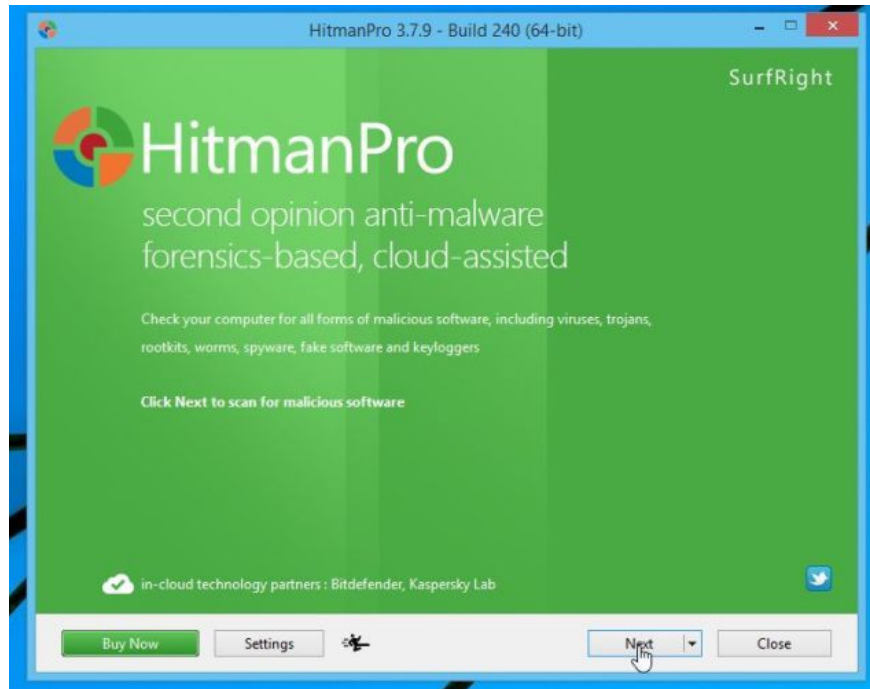 HitmanPro 3.7.9 - Build 240 (64-bit)
SurfRight
HitmanPro
second opinion anti-malware
forensics-based, cloud-assisted
Check your computer for all forms of malicious software, including viruses, trojans,
rootkits, worms, spyware, fake software and keyloggers
Click Next to scan for malicious software
in-cloud technology partners : Bitdefender, Kaspersky Lab
Buy Now Settings Next Close